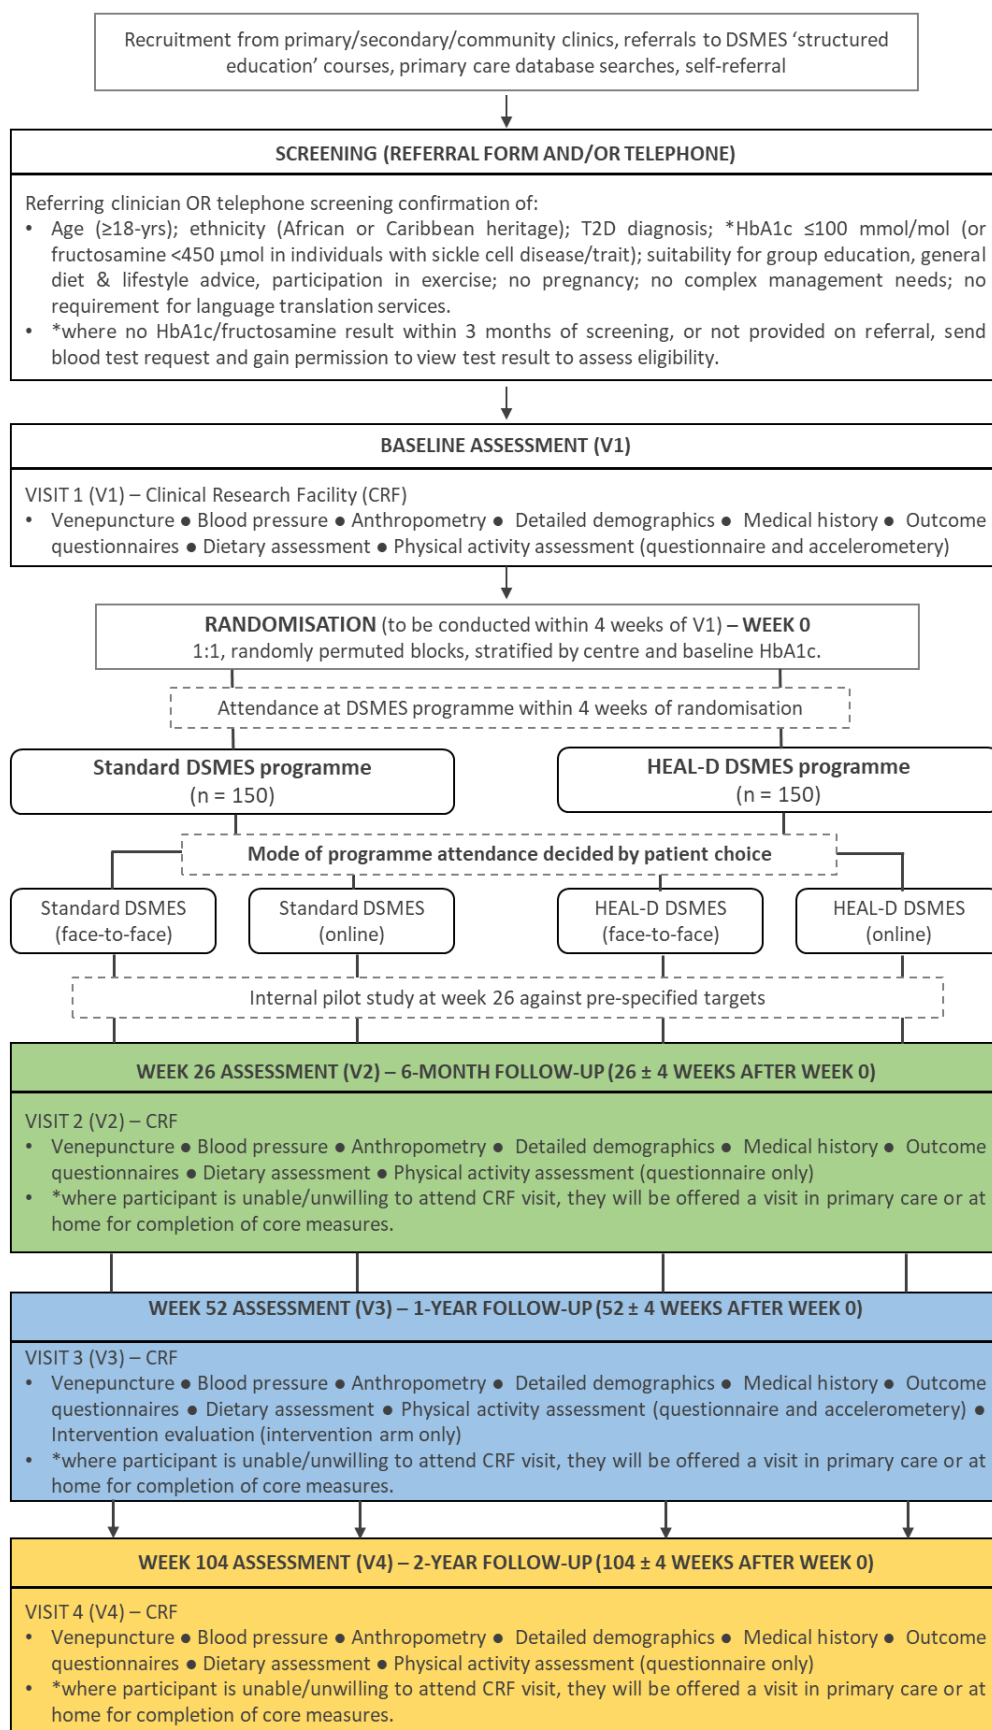 Recruitment from primary/secondary/community clinics, referrals to DSMES ‘structured
education’ courses, primary care database searches, self-referral
SCREENING (REFERRAL FORM AND/OR TELEPHONE)
Referring clinician OR telephone screening confirmation of:
• Age (≥18-yrs); ethnicity (African or Caribbean heritage); T2D diagnosis; *HbA1c ≤100 mmol/mol (or
fructosamine <450 µmol in individuals with sickle cell disease/trait); suitability for group education, general
diet & lifestyle advice, participation in exercise; no pregnancy; no complex management needs; no
requirement for language translation services.
• *where no HbA1c/fructosamine result within 3 months of screening, or not provided on referral, send
blood test request and gain permission to view test result to assess eligibility.
BASELINE ASSESSMENT (V1)
VISIT 1 (V1) – Clinical Research Facility (CRF)
• Venepuncture ● Blood pressure ● Anthropometry ● Detailed demographics ● Medical history ● Outcome
questionnaires ● Dietary assessment ● Physical activity assessment (questionnaire and accelerometery)
RANDOMISATION (to be conducted within 4 weeks of V1) – WEEK 0
1:1, randomly permuted blocks, stratified by centre and baseline HbA1c.
Attendance at DSMES programme within 4 weeks of randomisation
Standard DSMES programme
(n = 150)
HEAL-D DSMES programme
(n = 150)
Mode of programme attendance decided by patient choice
Standard DSMES
(face-to-face)
Standard DSMES
(online)
HEAL-D DSMES
(face-to-face)
HEAL-D DSMES
(online)
Internal pilot study at week 26 against pre-specified targets
WEEK 26 ASSESSMENT (V2) – 6-MONTH FOLLOW-UP (26 ± 4 WEEKS AFTER WEEK 0)
VISIT 2 (V2) – CRF
• Venepuncture ● Blood pressure ● Anthropometry ● Detailed demographics ● Medical history ● Outcome
questionnaires ● Dietary assessment ● Physical activity assessment (questionnaire only)
• *where participant is unable/unwilling to attend CRF visit, they will be offered a visit in primary care or at
home for completion of core measures.
WEEK 52 ASSESSMENT (V3) – 1-YEAR FOLLOW-UP (52 ± 4 WEEKS AFTER WEEK 0)
VISIT 3 (V3) – CRF
• Venepuncture ● Blood pressure ● Anthropometry ● Detailed demographics ● Medical history ● Outcome
questionnaires ● Dietary assessment ● Physical activity assessment (questionnaire and accelerometery) ●
Intervention evaluation (intervention arm only)
• *where participant is unable/unwilling to attend CRF visit, they will be offered a visit in primary care or at
home for completion of core measures.
WEEK 104 ASSESSMENT (V4) – 2-YEAR FOLLOW-UP (104 ± 4 WEEKS AFTER WEEK 0)
VISIT 4 (V4) – CRF
• Venepuncture ● Blood pressure ● Anthropometry ● Detailed demographics ● Medical history ● Outcome
questionnaires ● Dietary assessment ● Physical activity assessment (questionnaire only)
• *where participant is unable/unwilling to attend CRF visit, they will be offered a visit in primary care or at
home for completion of core measures.